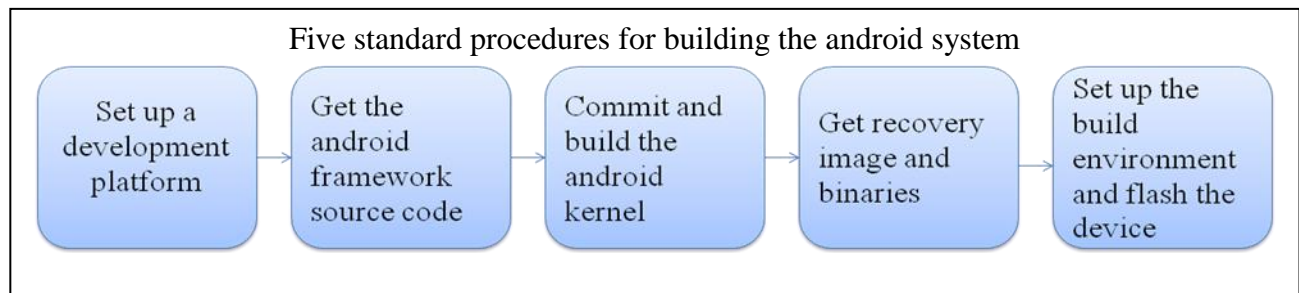 Five standard procedures for building the android system
Set up a
development
platform
Get the
android
framework
source code
Commit and
build the
android
kernel
Get recovery
image and
binaries
Set up the
build
environment
and flash the
device